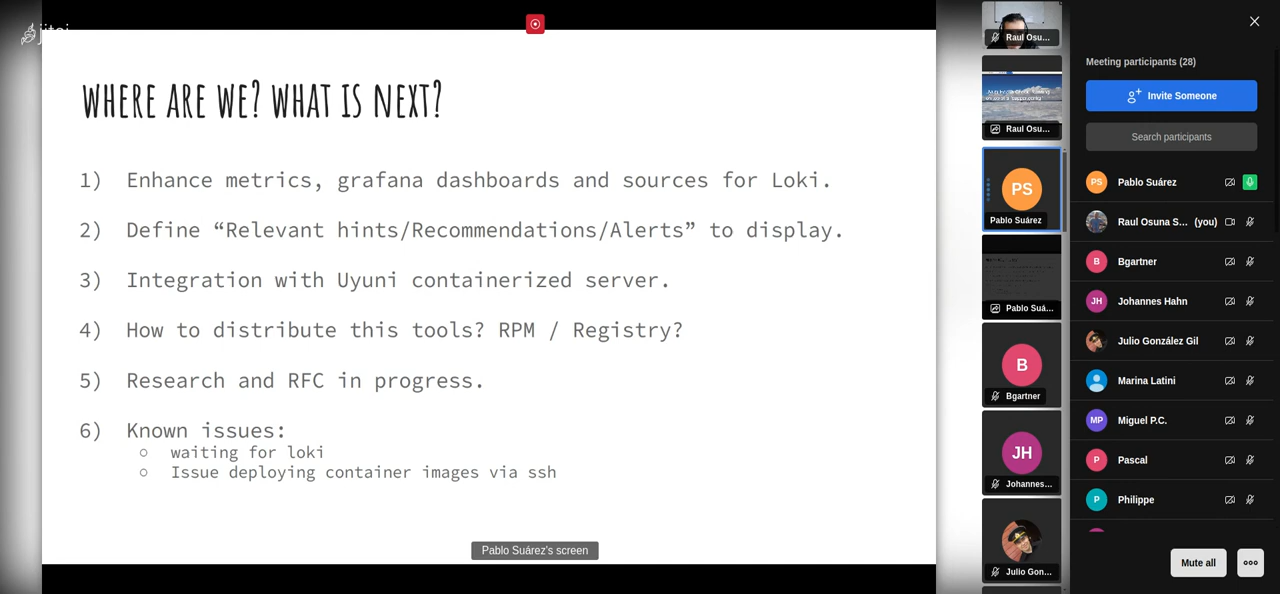 jitsi
WHERE ARE WE? WHAT IS NEXT?
1) Enhance metrics, grafana dashboards and sources for Loki.
2) Define “Relevant hints/Recommendations/Alerts” to display.
3) Integration with Uyuni containerized server.
4) How to distribute this tools? RPM / Registry?
5) Research and RFC in progress.
6) Known issues:
○ waiting for loki
○ Issue deploying container images via ssh
Pablo Suárez's screen
Raul Osu...
Raul Osu...
PS
Pablo Suárez
Pablo Suá...
B
Bgartner
JH
Johannes...
Julio Gon...
Meeting participants (28)
Invite Someone
Search participants
PS Pablo Suárez
Raul Osuna S... (you)
B Bgartner
JH Johannes Hahn
Julio González Gil
Marina Latini
MP Miguel P.C.
P Pascal
P Philippe
Mute all